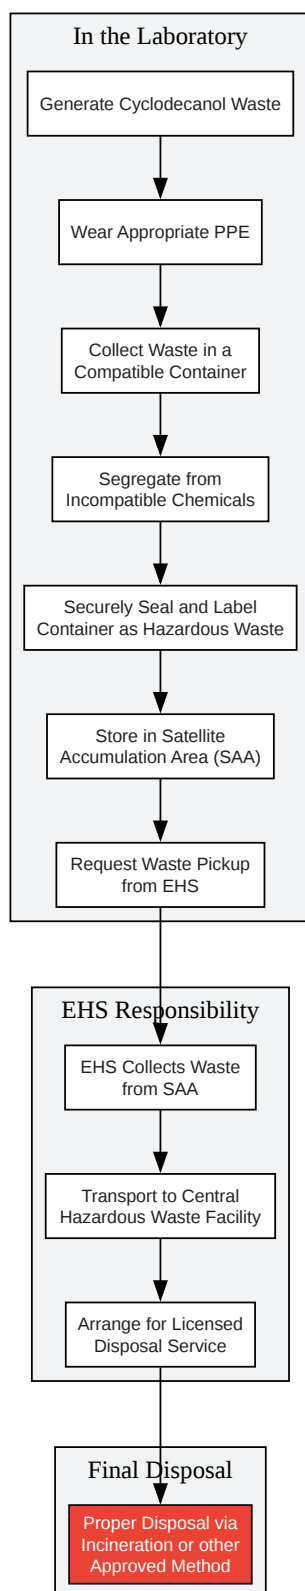 In the Laboratory
Generate Cyclodecanol Waste
Wear Appropriate PPE
Collect Waste in a
Compatible Container
Segregate from
Incompatible Chemicals
Securely Seal and Label
Container as Hazardous Waste
Store in Satellite
Accumulation Area (SAA)
Request Waste Pickup
from EHS
EHS Responsibility
EHS Collects Waste
from SAA
Transport to Central
Hazardous Waste Facility
Arrange for Licensed
Disposal Service
Final Disposal
Proper Disposal via
Incineration or other
Approved Method